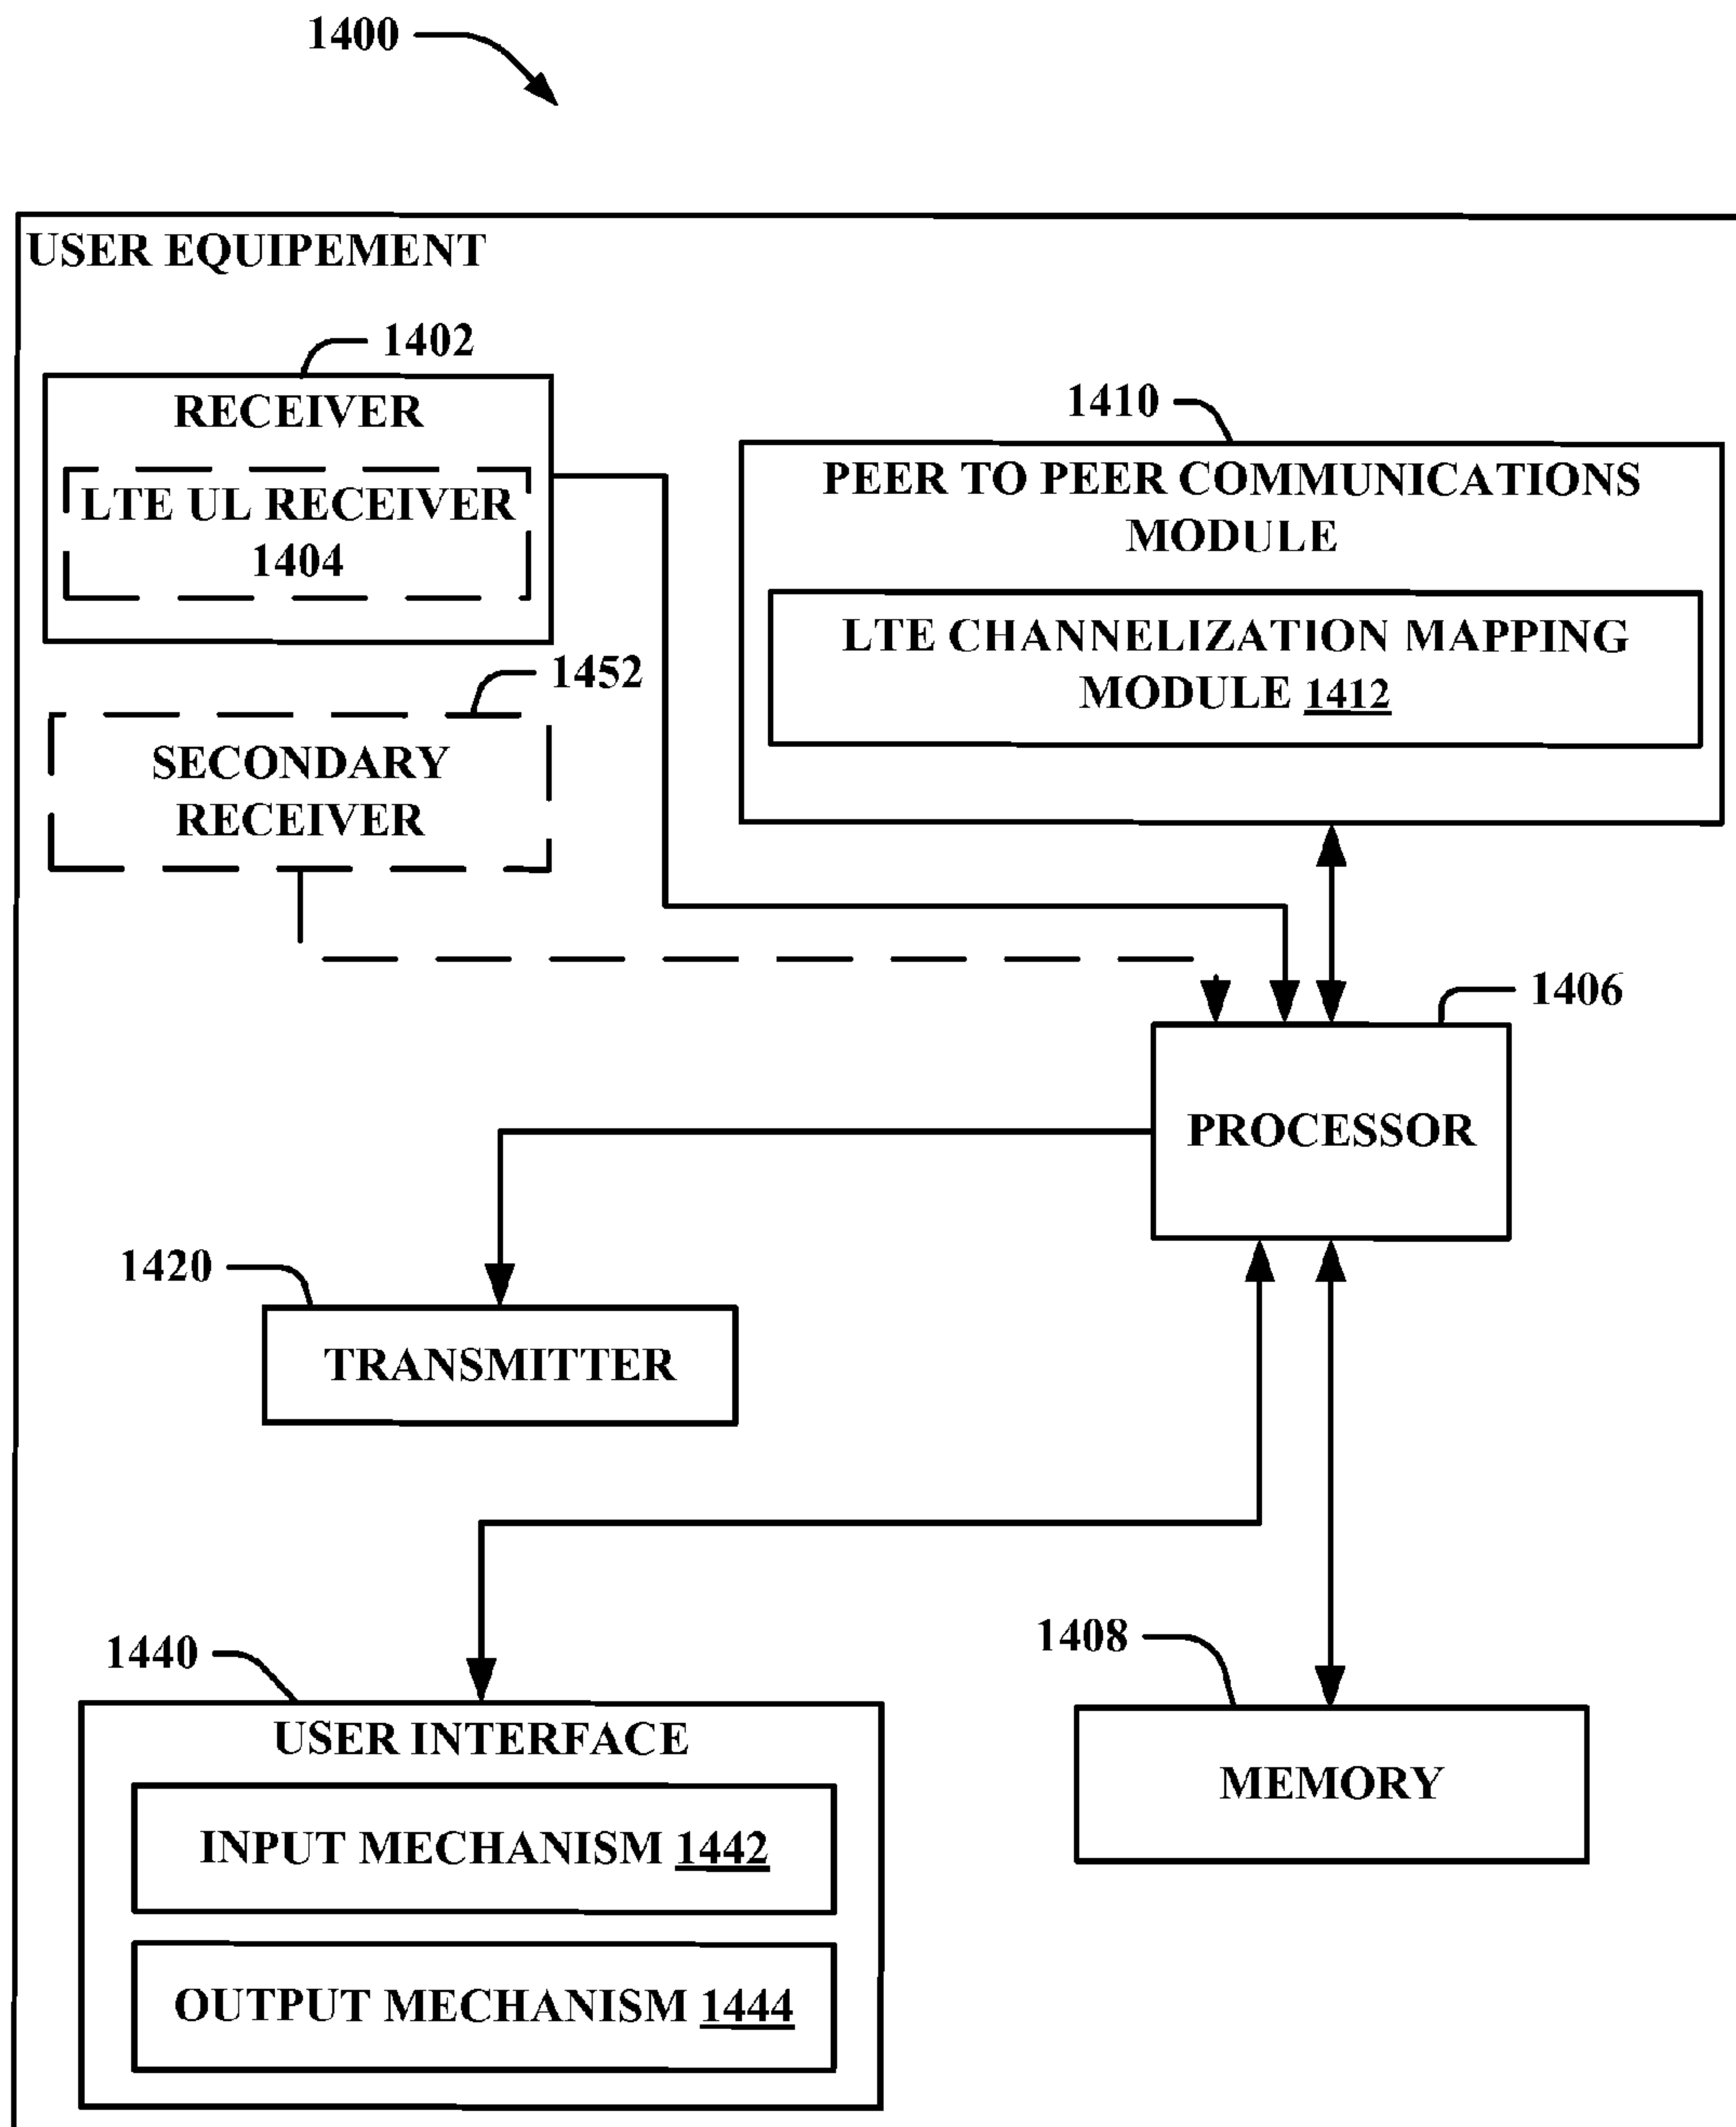 1400
USER EQUIPEMENT
1402
RECEIVER
LTE UL RECEIVER
1404
1410
PEER TO PEER COMMUNICATIONS
MODULE
LTE CHANNELIZATION MAPPING
MODULE 1412
1452
SECONDARY
RECEIVER
1406
PROCESSOR
1420
TRANSMITTER
1440
USER INTERFACE
INPUT MECHANISM 1442
OUTPUT MECHANISM 1444
1408
MEMORY